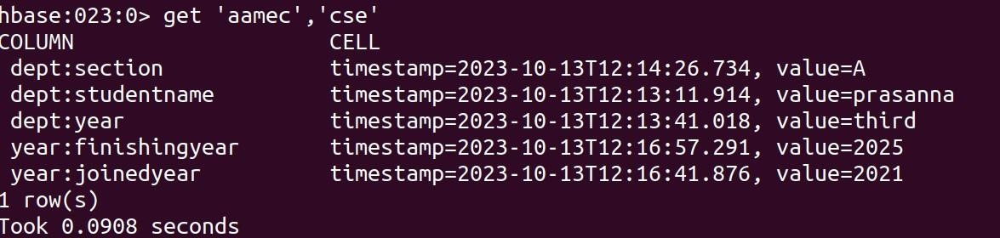 hbase:023:0> get 'aamec','cse'
COLUMN CELL
dept:section timestamp=2023-10-13T12:14:26.734, value=A
dept:studentname timestamp=2023-10-13T12:13:11.914, value=prasanna
dept:year timestamp=2023-10-13T12:13:41.018, value=third
year:finishingyear timestamp=2023-10-13T12:16:57.291, value=2025
year:joinedyear timestamp=2023-10-13T12:16:41.876, value=2021
1 row(s)
Took 0.0908 seconds